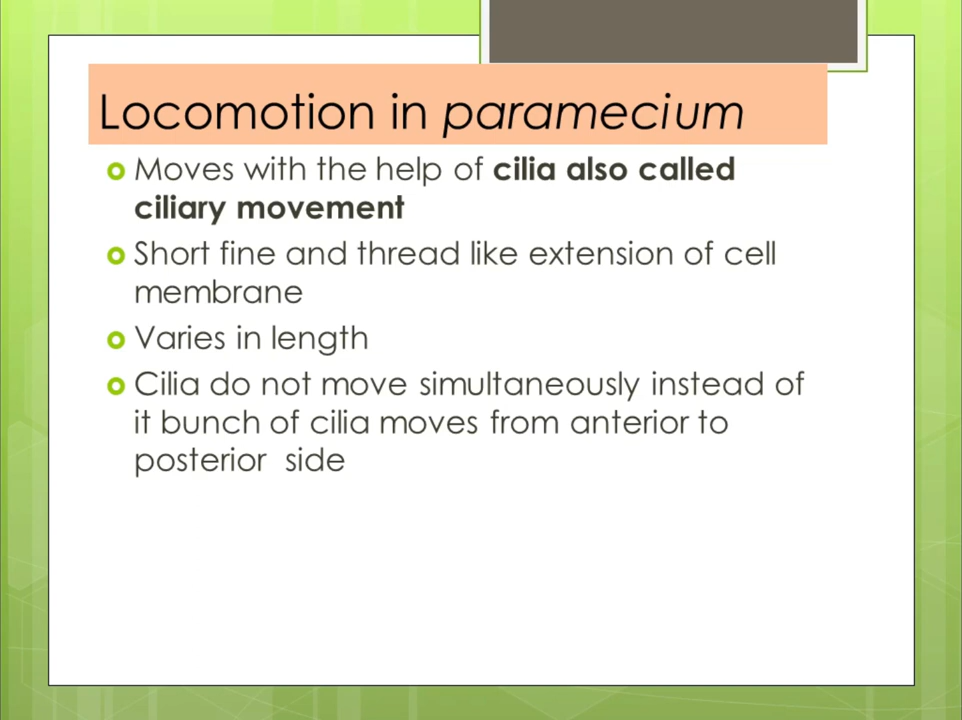 Locomotion in paramecium
Moves with the help of cilia also called
ciliary movement
Short fine and thread like extension of cell
membrane
Varies in length
Cilia do not move simultaneously instead of
it bunch of cilia moves from anterior to
posterior side